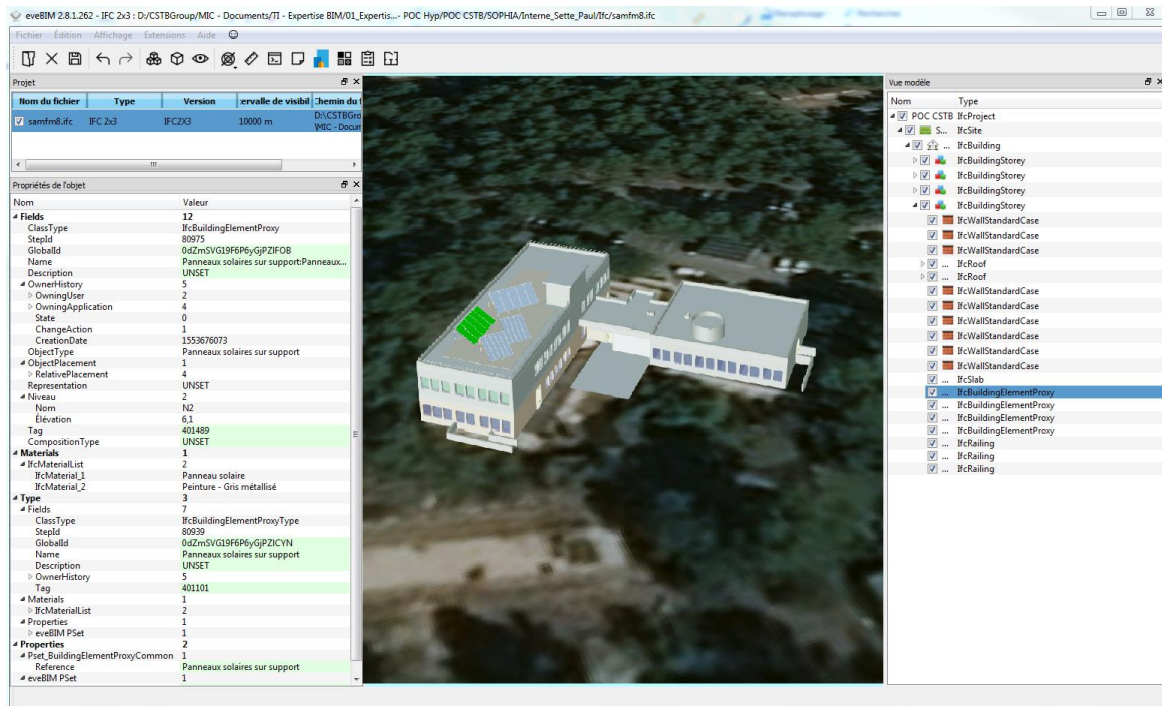 eveBIM 2.8.1.262 - IFC 2x3 : D:/CSTBGroup/MIC - Documents/TI - Expertise BIM/01_Expertis...- POC Hyp/POC CSTB/SOPHIA/Interne_Sette_Paul/Ifc/samfm8.ifc
Fichier Édition Affichage Extensions Aide
Projet
Nom du fichier Type Version :ervalle de visibil Chemin du f
samfm8.ifc IFC 2x3 IFC2X3 10000 m D:\CSTBGro
\MIC - Docum
Propriétés de l'objet
Nom Valeur
Fields 12
ClassType IfcBuildingElementProxy
StepId 80975
GlobalId 0dZmSVG19F6P6yGjPZIFOB
Name Panneaux solaires sur support:Panneaux...
Description UNSET
OwnerHistory 5
OwningUser 2
OwningApplication 4
State 0
ChangeAction 1
CreationDate 1553676073
ObjectType Panneaux solaires sur support
ObjectPlacement 1
RelativePlacement 4
Representation UNSET
Niveau 2
Nom N2
Élévation 6,1
Tag 401489
CompositionType UNSET
Materials 1
IfcMaterialList 2
IfcMaterial_1 Panneau solaire
IfcMaterial_2 Peinture - Gris métallisé
Type 3
Fields 7
ClassType IfcBuildingElementProxyType
StepId 80939
GlobalId 0dZmSVG19F6P6yGjPZICYN
Name Panneaux solaires sur support
Description UNSET
OwnerHistory 5
Tag 401101
Materials 1
IfcMaterialList 2
Properties 1
eveBIM PSet 1
Properties 2
Pset_BuildingElementProxyCommon 1
Reference Panneaux solaires sur support
eveBIM PSet 1
Vue modèle
Nom Type
POC CSTB IfcProject
S... IfcSite
... IfcBuilding
IfcBuildingStorey
IfcBuildingStorey
IfcBuildingStorey
IfcBuildingStorey
IfcWallStandardCase
IfcWallStandardCase
IfcWallStandardCase
... IfcRoof
... IfcRoof
IfcWallStandardCase
IfcWallStandardCase
IfcWallStandardCase
IfcWallStandardCase
IfcWallStandardCase
IfcWallStandardCase
... IfcSlab
... IfcBuildingElementProxy
... IfcBuildingElementProxy
... IfcBuildingElementProxy
... IfcBuildingElementProxy
... IfcRailing
... IfcRailing
... IfcRailing